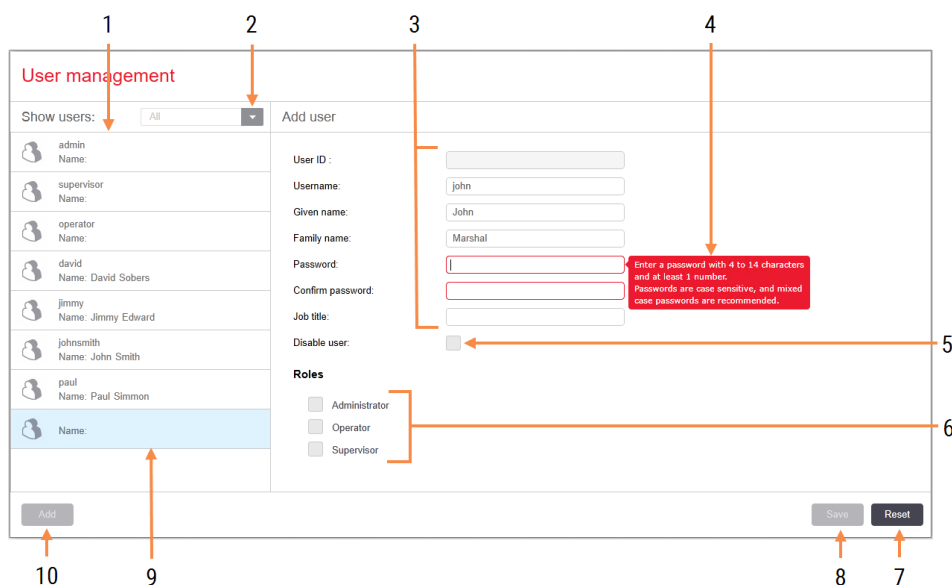 1 2 3 4
User management
Show users: All Add user
admin
Name:
supervisor
Name:
operator
Name:
david
Name: David Sobers
jimmy
Name: Jimmy Edward
johnsmith
Name: John Smith
paul
Name: Paul Simmon
Name:
User ID :
Username: john
Given name: John
Family name: Marshal
Password:
Enter a password with 4 to 14 characters
and at least 1 number.
Passwords are case sensitive, and mixed
case passwords are recommended.
Confirm password:
Job title:
Disable user:
5
Roles
Administrator
Operator
Supervisor
6
Add Save Reset
10 9 8 7